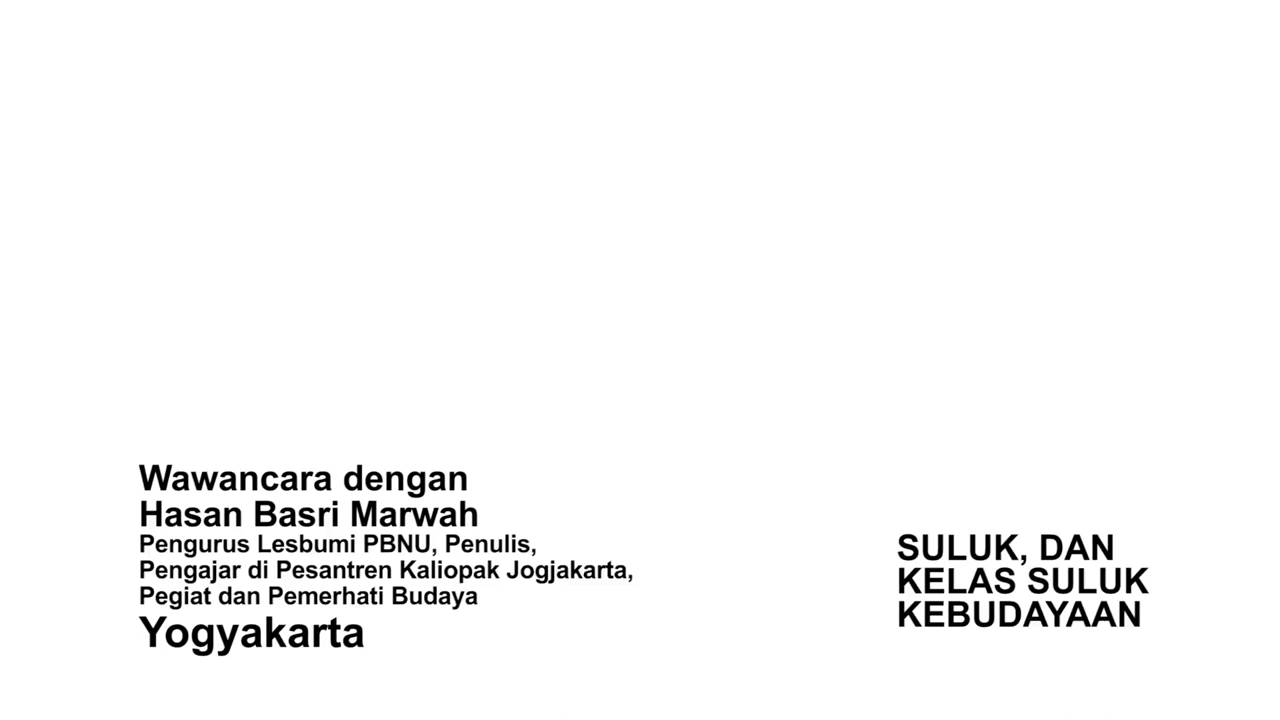 Wawancara dengan
Hasan Basri Marwah
Pengurus Lesbumi PBNU, Penulis,
Pengajar di Pesantren Kaliopak Jogjakarta,
Pegiat dan Pemerhati Budaya
Yogyakarta
SULUK, DAN
KELAS SULUK
KEBUDAYAAN